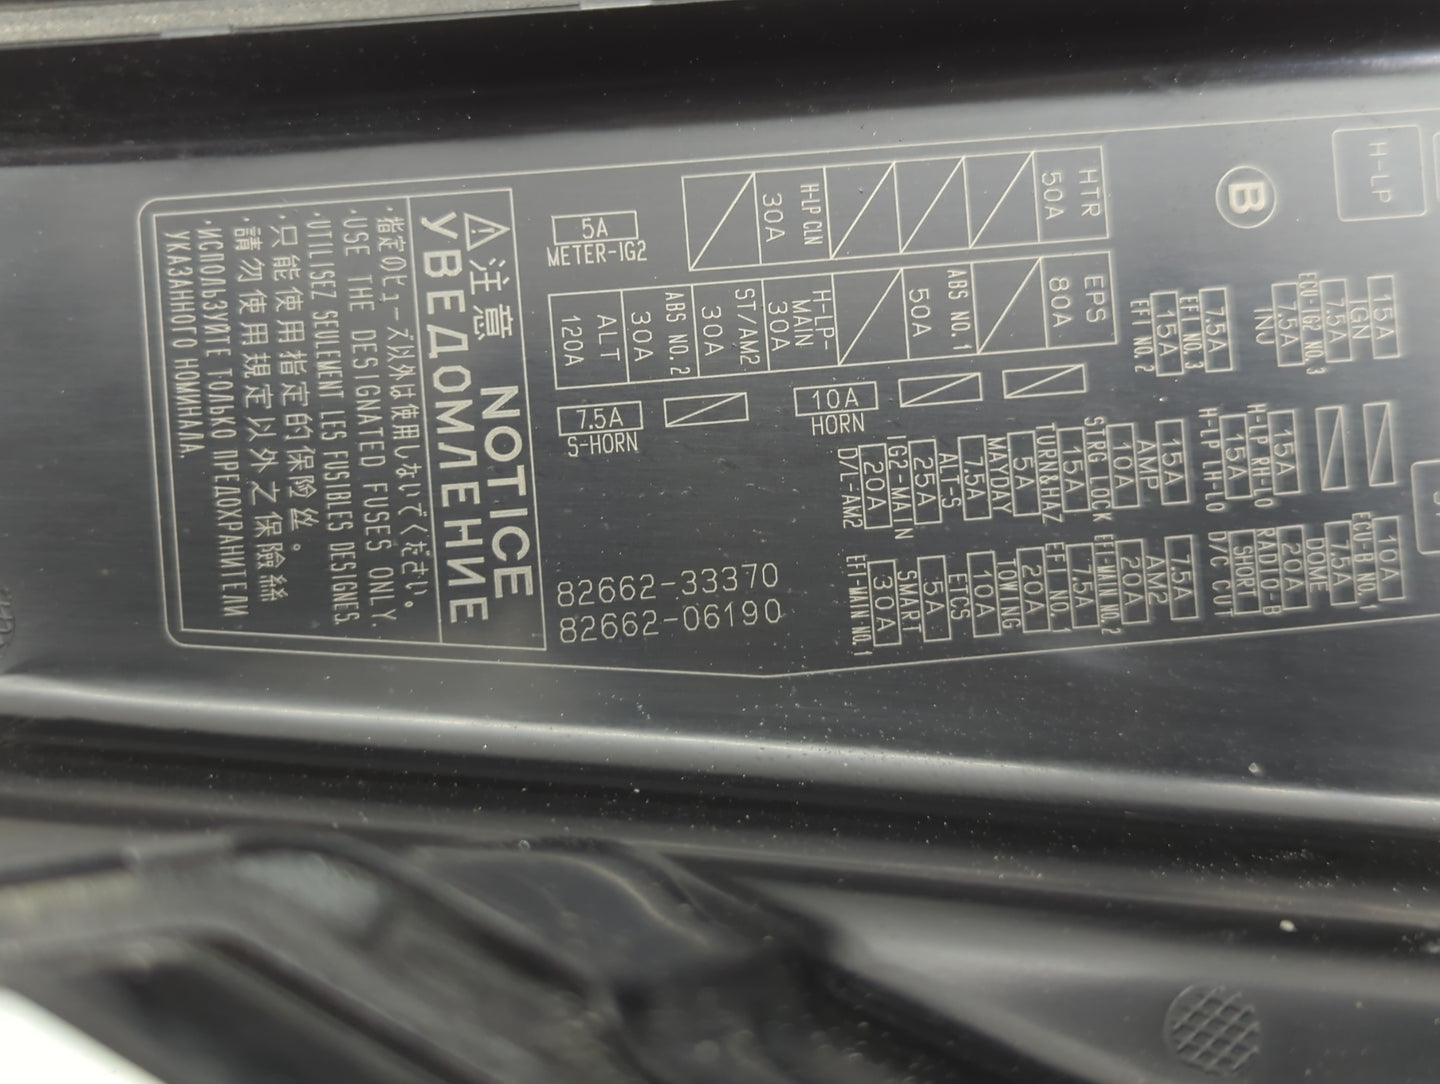 H-LP
B
HTR
50A
H-LP CLN
30A
5A
METER-IG2
EPS
80A
ABS NO.1
50A
H-LP-
MAIN
30A
ST/AM2
30A
ABS NO.2
30A
ALT
120A
10A
HORN
7.5A
S-HORN
15A
IGN
7.5A
ECU-IG2 NO.3
7.5A
INJ
7.5A
EFI NO.3
15A
EFI NO.2
15A
H-LP RH-LO
15A
H-LP LH-LO
15A
AMP
10A
STRG LOCK
15A
TURN&HAZ
5A
MAYDAY
7.5A
ALT-S
25A
IG2-MAIN
20A
D/L-AM2
10A
ECU-B NO.1
7.5A
DOME
20A
RADIO-B
SHORT
D/C CUT
7.5A
AM2
20A
EFI-MAIN NO.2
7.5A
EFI NO.1
20A
TOWING
10A
ETCS
5A
SMART
30A
EFI-MAIN NO.1
82662-33370
82662-06190
注意 NOTICE
УВЕДОМЛЕНИЕ
・指定のヒューズ以外は使用しないでください。
・USE THE DESIGNATED FUSES ONLY.
・UTILISEZ SEULEMENT LES FUSIBLES DESIGNES.
・只能使用指定的保险丝。
・請勿使用規定以外之保險絲
・ИСПОЛЬЗУЙТЕ ТОЛЬКО ПРЕДОХРАНИТЕЛИ
УКАЗАННОГО НОМИНАЛА.